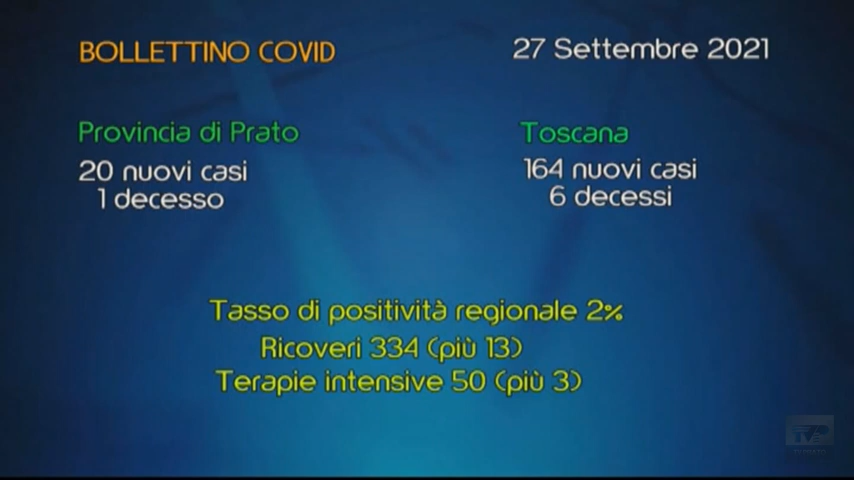 BOLLETTINO COVID
27 Settembre 2021
Provincia di Prato
20 nuovi casi
1 decesso
Toscana
164 nuovi casi
6 decessi
Tasso di positività regionale 2%
Ricoveri 334 (più 13)
Terapie intensive 50 (più 3)